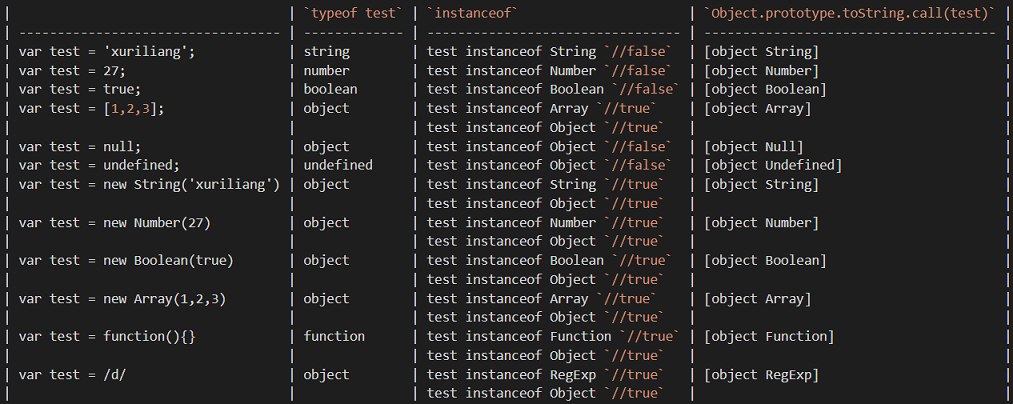 |                                  | `typeof test` | `instanceof`                     | `Object.prototype.toString.call(test)` |
| ---------------------------------- | ------------- | --------------------------------- | -------------------------------------- |
| var test = 'xuriliang';          | string        | test instanceof String `//false`  | [object String]                        |
| var test = 27;                   | number        | test instanceof Number `//false`  | [object Number]                        |
| var test = true;                 | boolean       | test instanceof Boolean `//false` | [object Boolean]                       |
| var test = [1,2,3];              | object        | test instanceof Array `//true`    | [object Array]                         |
|                                  |               | test instanceof Object `//true`   |                                        |
| var test = null;                 | object        | test instanceof Object `//false`  | [object Null]                          |
| var test = undefined;            | undefined     | test instanceof Object `//false`  | [object Undefined]                     |
| var test = new String('xuriliang') | object        | test instanceof String `//true`   | [object String]                        |
|                                  |               | test instanceof Object `//true`   |                                        |
| var test = new Number(27)        | object        | test instanceof Number `//true`   | [object Number]                        |
|                                  |               | test instanceof Object `//true`   |                                        |
| var test = new Boolean(true)     | object        | test instanceof Boolean `//true`  | [object Boolean]                       |
|                                  |               | test instanceof Object `//true`   |                                        |
| var test = new Array(1,2,3)      | object        | test instanceof Array `//true`    | [object Array]                         |
|                                  |               | test instanceof Object `//true`   |                                        |
| var test = function(){}          | function      | test instanceof Function `//true` | [object Function]                      |
|                                  |               | test instanceof Object `//true`   |                                        |
| var test = /d/                   | object        | test instanceof RegExp `//true`   | [object RegExp]                        |
|                                  |               | test instanceof Object `//true`   |                                        |